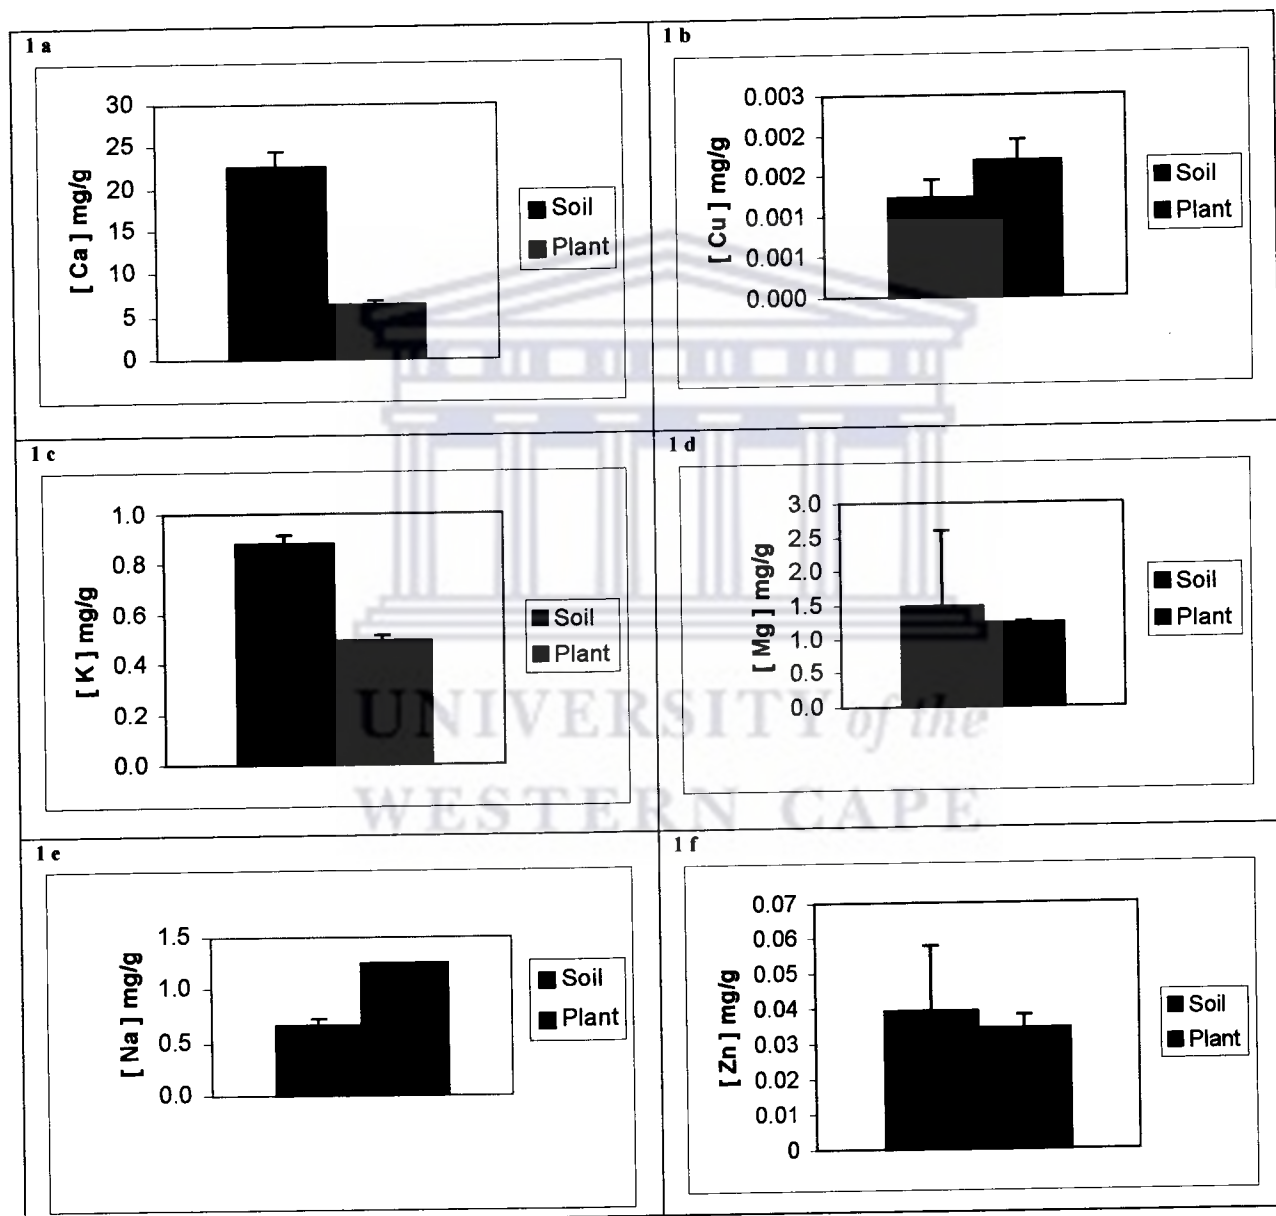 1 a
30
25
20
15
10
5
0
[ Ca ] mg/g
Soil
Plant
1 b
0.003
0.002
0.002
0.001
0.001
0.000
[ Cu ] mg/g
Soil
Plant
1 c
1.0
0.8
0.6
0.4
0.2
0.0
[ K ] mg/g
Soil
Plant
1 d
3.0
2.5
2.0
1.5
1.0
0.5
0.0
[ Mg ] mg/g
Soil
Plant
UNIVERSITY of the
WESTERN CAPE
1 e
1.5
1.0
0.5
0.0
[ Na ] mg/g
Soil
Plant
1 f
0.07
0.06
0.05
0.04
0.03
0.02
0.01
0
[ Zn ] mg/g
Soil
Plant